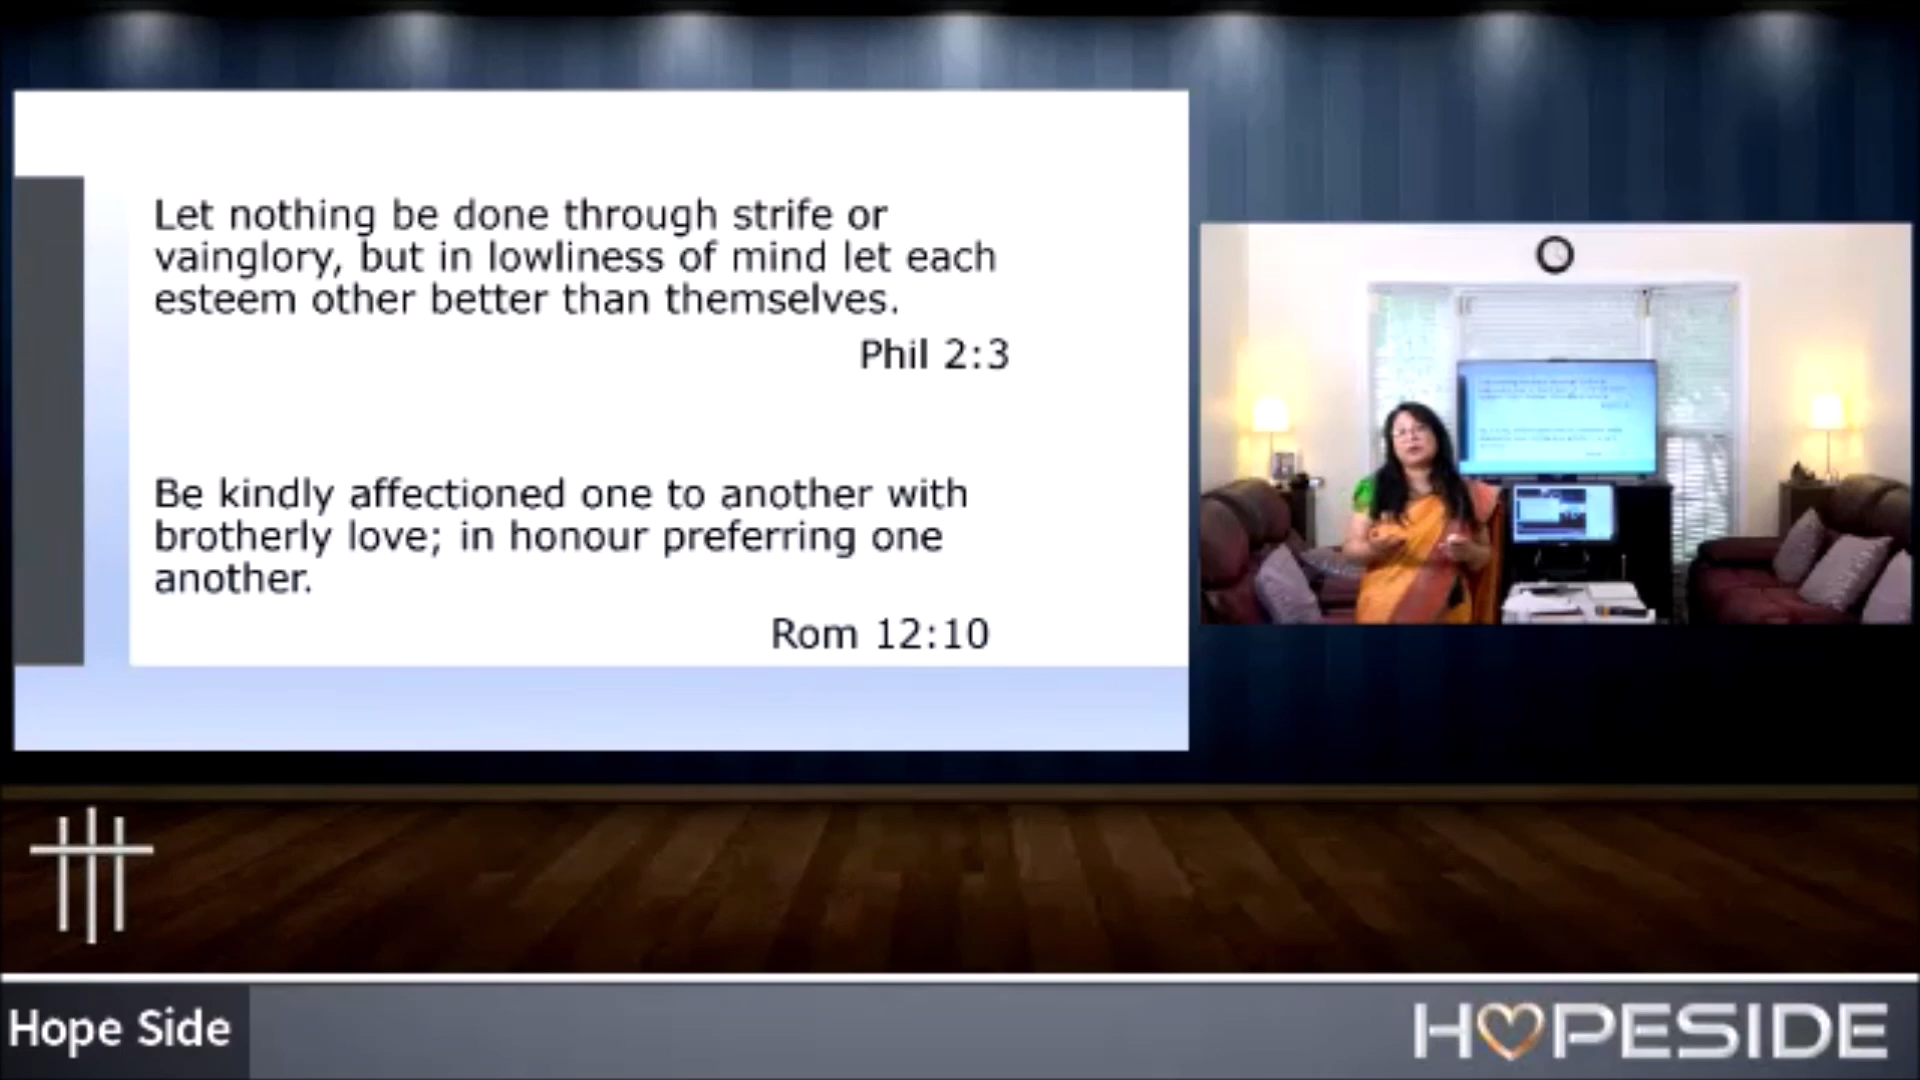 Let nothing be done through strife or
vainglory, but in lowliness of mind let each
esteem other better than themselves.
Phil 2:3
Be kindly affectioned one to another with
brotherly love; in honour preferring one
another.
Rom 12:10
Hope Side
HOPESIDE